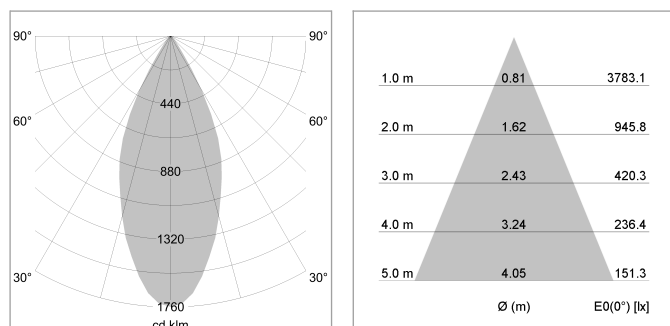 90° 90°
440
60° 60°
880
1320
30° 30°
1760
cd klm
1.0 m 0.81 3783.1
2.0 m 1.62 945.8
3.0 m 2.43 420.3
4.0 m 3.24 236.4
5.0 m 4.05 151.3
Ø (m) E0(0°) [lx]